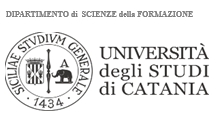 DIPARTIMENTO di SCIENZE della FORMAZIONE
SICILIAE STVDIVM GENERALE
· 1434 ·
A
UNIVERSITÀ
degli STUDI
di CATANIA